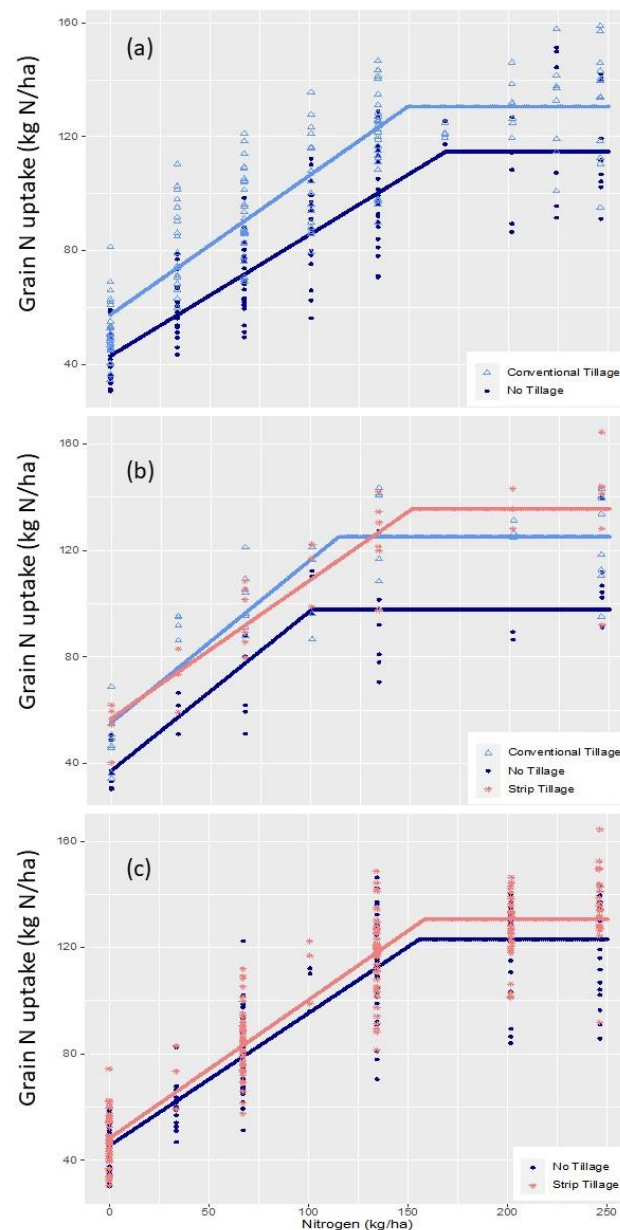 (a)
160
120
80
40
Grain N uptake (kg N/ha)
Conventional Tillage
No Tillage
(b)
160
120
80
40
Grain N uptake (kg N/ha)
Conventional Tillage
No Tillage
Strip Tillage
(c)
160
120
80
40
Grain N uptake (kg N/ha)
No Tillage
Strip Tillage
0 50 100 150 200 250
Nitrogen (kg/ha)